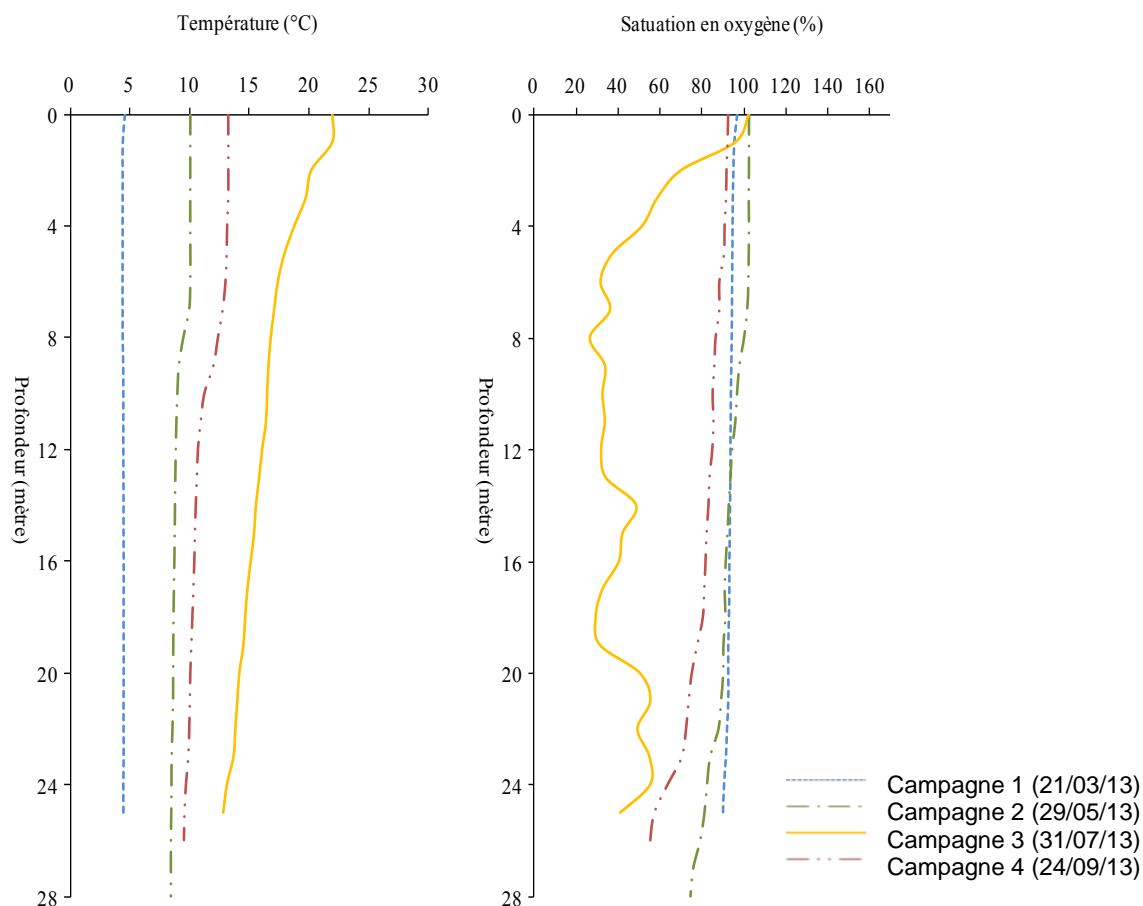 Température (°C)
0 5 10 15 20 25 30
0
4
8
12
16
20
24
28
Profondeur (mètre)
Satuation en oxygène (%)
0 20 40 60 80 100 120 140 160
0
4
8
12
16
20
24
28
Profondeur (mètre)
Campagne 1 (21/03/13)
Campagne 2 (29/05/13)
Campagne 3 (31/07/13)
Campagne 4 (24/09/13)